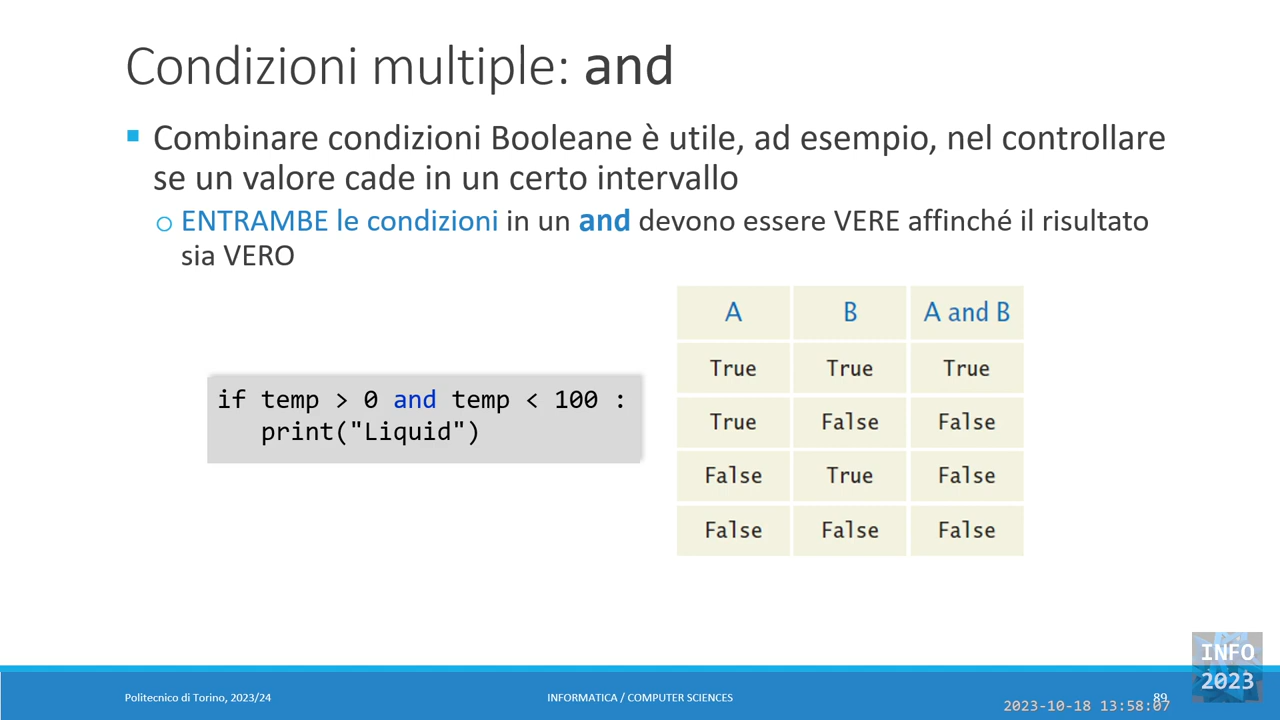 Condizioni multiple: and
Combinare condizioni Booleane è utile, ad esempio, nel controllare
se un valore cade in un certo intervallo
ENTRAMBE le condizioni in un and devono essere VERE affinché il risultato
sia VERO
if temp > 0 and temp < 100 :
print("Liquid")
A B A and B
True True True
True False False
False True False
False False False
Politecnico di Torino, 2023/24
INFORMATICA / COMPUTER SCIENCES
89
INFO
2023
2023-10-18 13:58:07